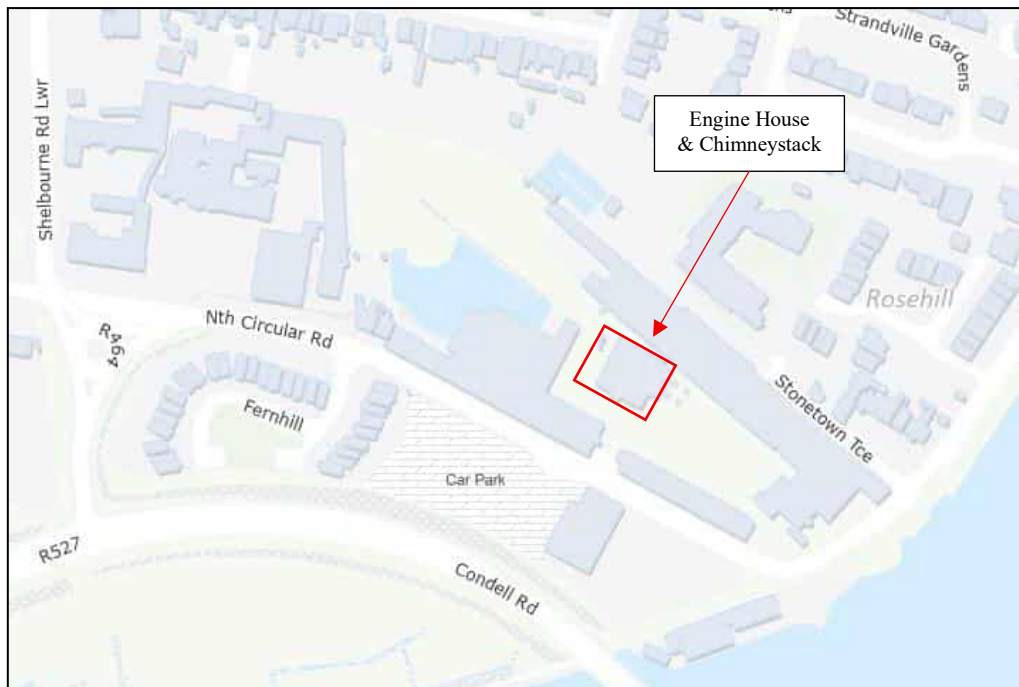 Strandville Gardens
Engine House
& Chimneystack
Shelbourne Rd Lwr
Rosehill
Nth Circular Rd
R464
Stonetown Tce
Fernhill
Car Park
R527
Condell Rd